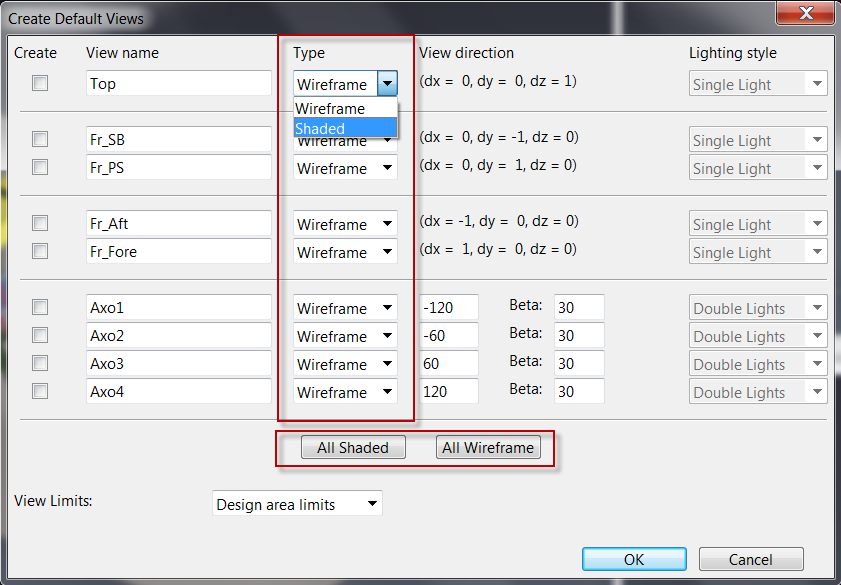 Create Default Views
Create View name Type View direction Lighting style
Top Wireframe (dx = 0, dy = 0, dz = 1) Single Light
Wireframe
Shaded
Fr_SB Wireframe (dx = 0, dy = -1, dz = 0) Single Light
Fr_PS Wireframe (dx = 0, dy = 1, dz = 0) Single Light
Fr_Aft Wireframe (dx = -1, dy = 0, dz = 0) Single Light
Fr_Fore Wireframe (dx = 1, dy = 0, dz = 0) Single Light
Axo1 Wireframe -120 Beta: 30 Double Lights
Axo2 Wireframe -60 Beta: 30 Double Lights
Axo3 Wireframe 60 Beta: 30 Double Lights
Axo4 Wireframe 120 Beta: 30 Double Lights
All Shaded All Wireframe
View Limits: Design area limits
OK Cancel